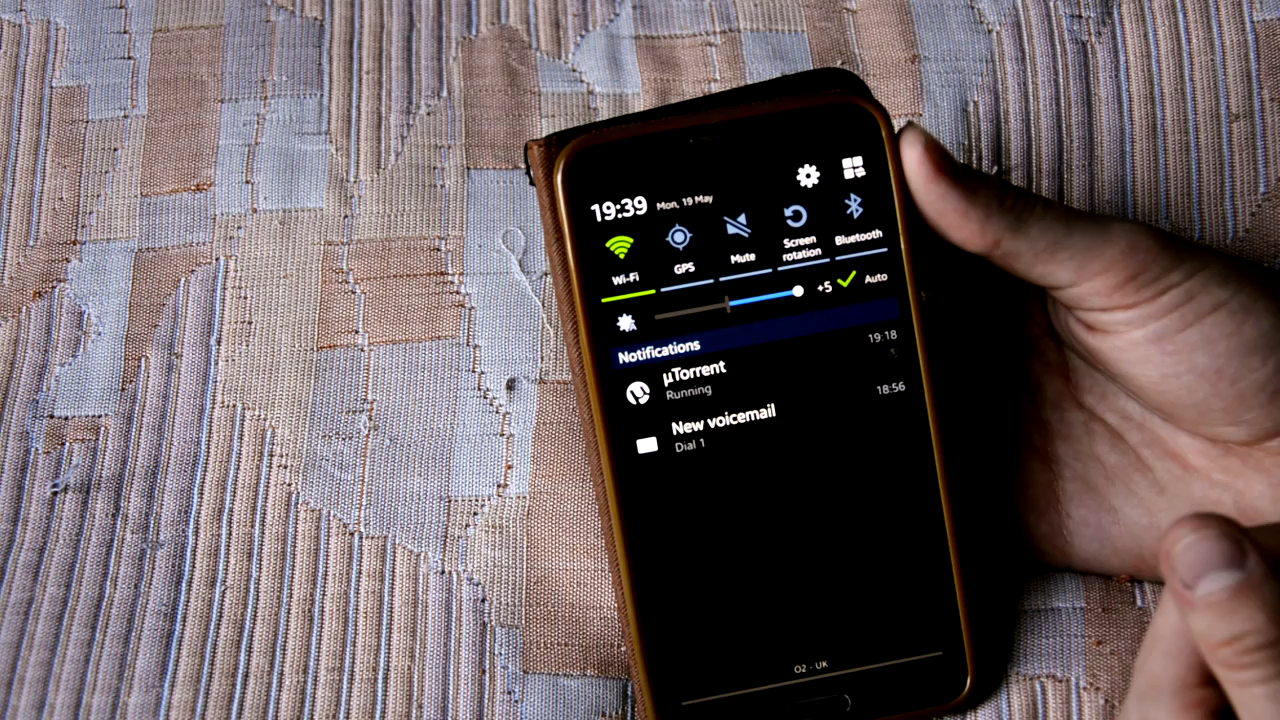 19:39 Mon, 19 May
Wi-Fi
GPS
Mute
Screen
rotation
Bluetooth
A
+5
Auto
Notifications
µTorrent
19:18
Running
New voicemail
18:56
Dial 1
O2 - UK